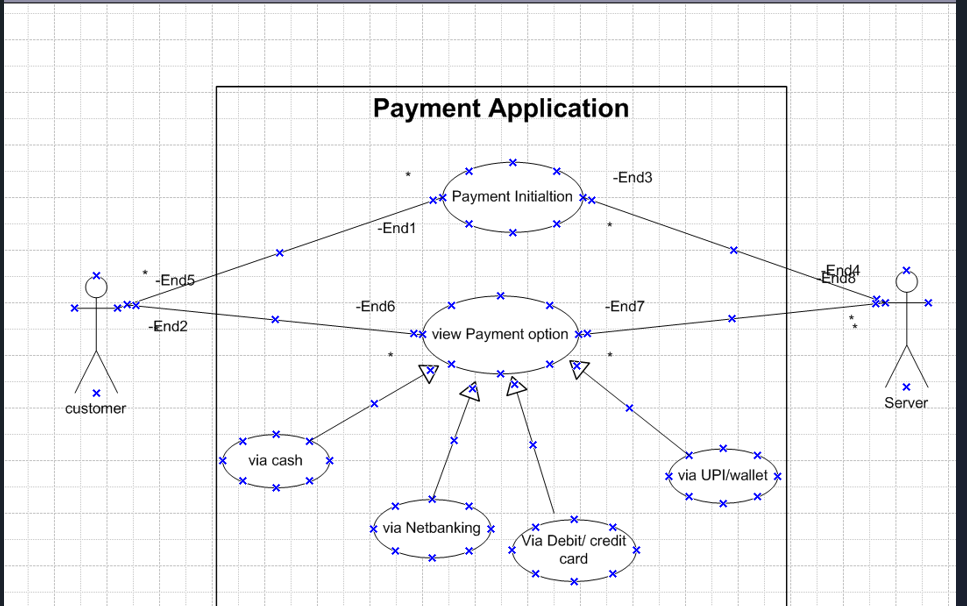 Payment Application
*
-End3
Payment Initialtion
-End1
*
*
-End5
-End4
-End8
-End6
-End7
-End2
*
*
*
view Payment option
*
*
customer
Server
via cash
via UPI/wallet
via Netbanking
Via Debit/ credit
card